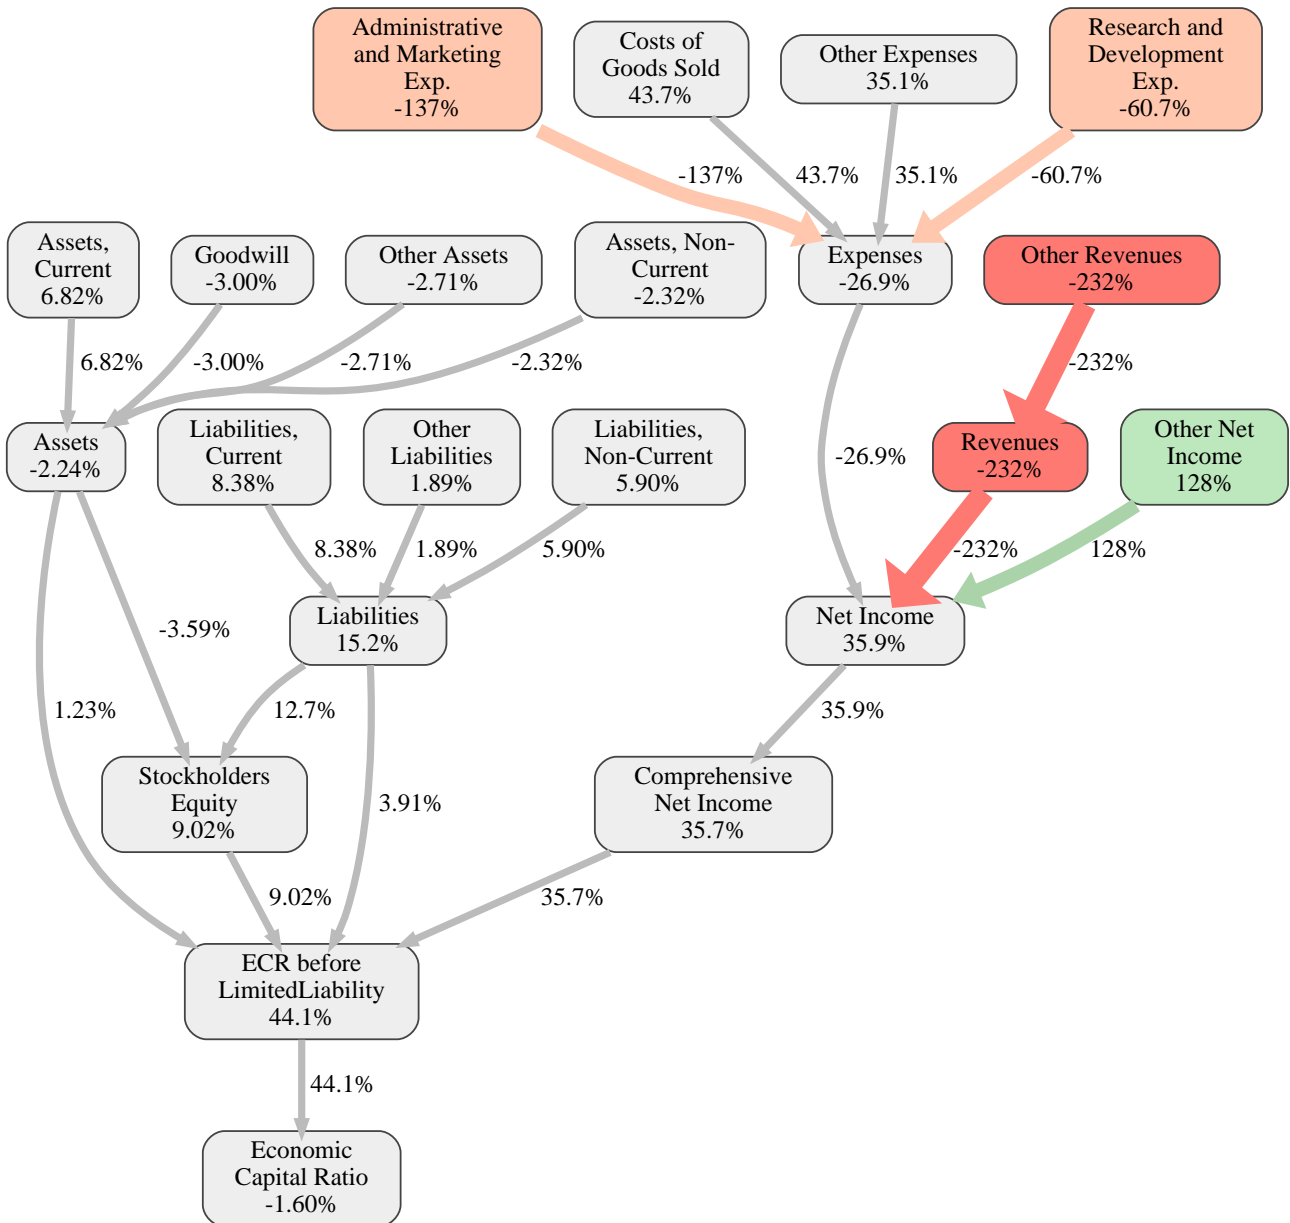 Administrative
and Marketing
Exp.
-137%
Costs of
Goods Sold
43.7%
Other Expenses
35.1%
Research and
Development
Exp.
-60.7%
-137%
43.7%
35.1%
-60.7%
Assets,
Current
6.82%
Goodwill
-3.00%
Other Assets
-2.71%
Assets, Non-
Current
-2.32%
Expenses
-26.9%
Other Revenues
-232%
6.82%
-3.00%
-2.71%
-2.32%
-232%
Assets
-2.24%
Liabilities,
Current
8.38%
Other
Liabilities
1.89%
Liabilities,
Non-Current
5.90%
-26.9%
Revenues
-232%
Other Net
Income
128%
8.38%
1.89%
5.90%
-232%
128%
-3.59%
Liabilities
15.2%
Net Income
35.9%
1.23%
12.7%
35.9%
Stockholders
Equity
9.02%
3.91%
Comprehensive
Net Income
35.7%
9.02%
35.7%
ECR before
LimitedLiability
44.1%
44.1%
Economic
Capital Ratio
-1.60%